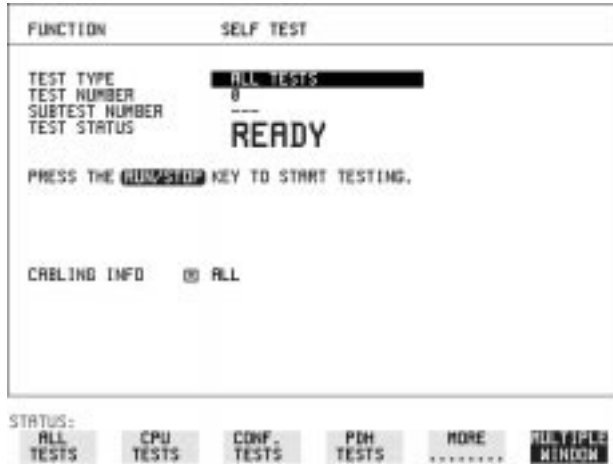 FUNCTION SELF TEST
TEST TYPE ALL TESTS
TEST NUMBER 0
SUBTEST NUMBER ---
TEST STATUS READY
PRESS THE RUN/STOP KEY TO START TESTING.
CABLING INFO ALL
STATUS:
ALL TESTS
CPU TESTS
CONF. TESTS
PDH TESTS
MORE ........
MULTIPLE WINDOW